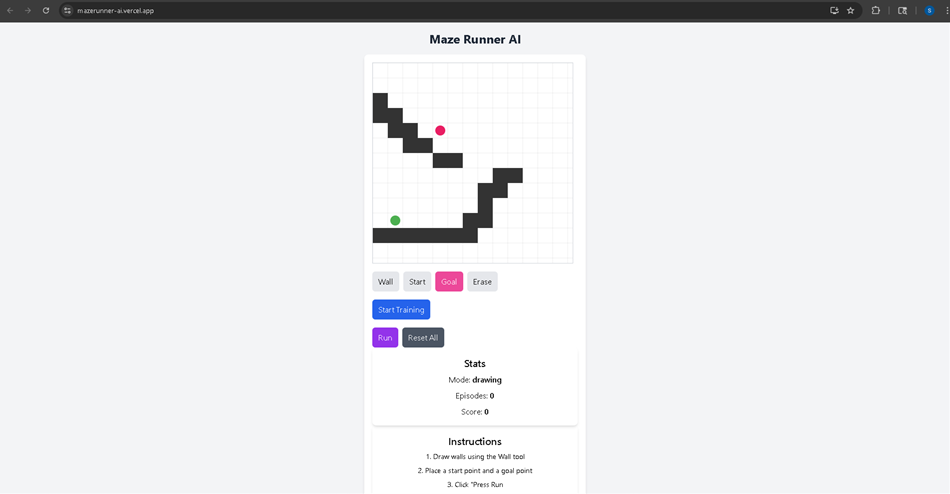 mazerunner-ai.vercel.app
S
Maze Runner AI
Wall Start Goal Erase
Start Training
Run Reset All
Stats
Mode: drawing
Episodes: 0
Score: 0
Instructions
1. Draw walls using the Wall tool
2. Place a start point and a goal point
3. Click "Press Run